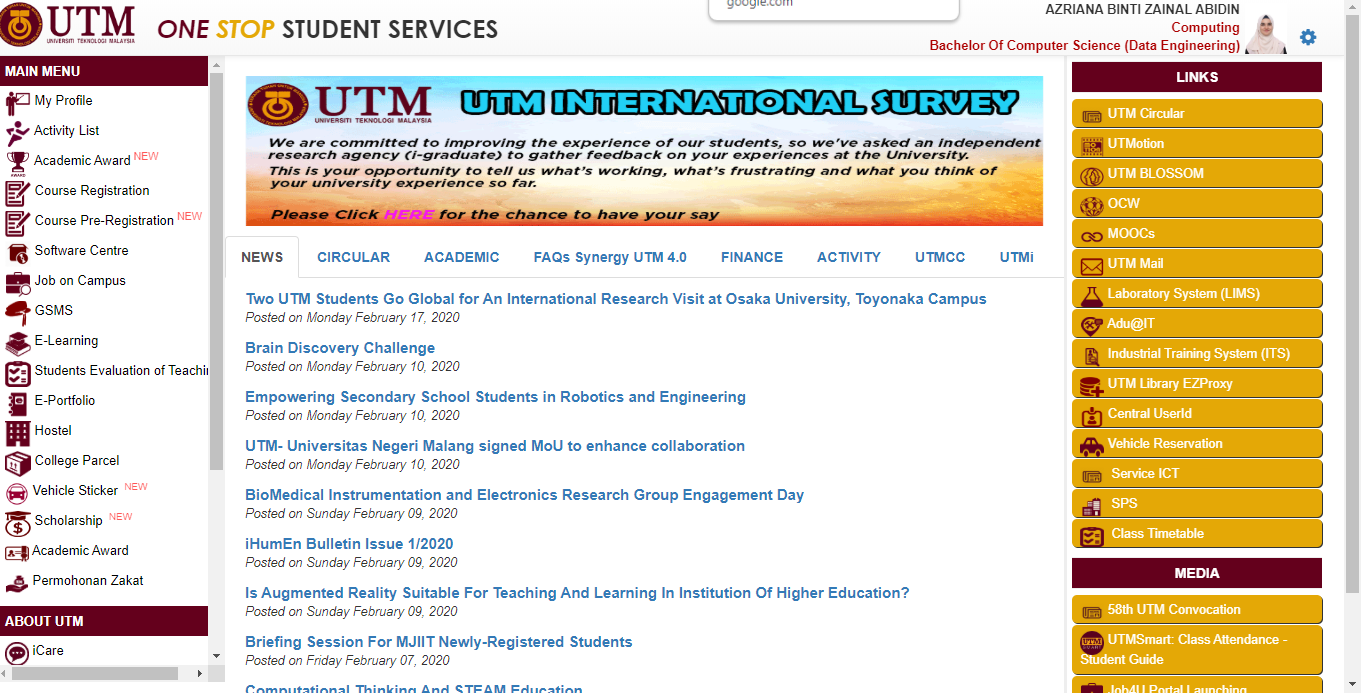 google.com
UTM
UNIVERSITI TEKNOLOGI MALAYSIA
ONE STOP STUDENT SERVICES
AZRIANA BINTI ZAINAL ABIDIN
Computing
Bachelor Of Computer Science (Data Engineering)
MAIN MENU
My Profile
Activity List
Academic Award NEW
Course Registration
Course Pre-Registration NEW
Software Centre
Job on Campus
GSMS
E-Learning
Students Evaluation of Teachi
E-Portfolio
Hostel
College Parcel
Vehicle Sticker NEW
Scholarship NEW
Academic Award
Permohonan Zakat
ABOUT UTM
iCare
UTM
UNIVERSITI TEKNOLOGI MALAYSIA
UTM INTERNATIONAL SURVEY
We are committed to improving the experience of our students, so we've asked an independent
research agency (i-graduate) to gather feedback on your experiences at the University.
This is your opportunity to tell us what's working, what's frustrating and what you think of
your university experience so far.
Please Click HERE for the chance to have your say
NEWS CIRCULAR ACADEMIC FAQs Synergy UTM 4.0 FINANCE ACTIVITY UTMCC UTMi
Two UTM Students Go Global for An International Research Visit at Osaka University, Toyonaka Campus
Posted on Monday February 17, 2020
Brain Discovery Challenge
Posted on Monday February 10, 2020
Empowering Secondary School Students in Robotics and Engineering
Posted on Monday February 10, 2020
UTM- Universitas Negeri Malang signed MoU to enhance collaboration
Posted on Monday February 10, 2020
BioMedical Instrumentation and Electronics Research Group Engagement Day
Posted on Sunday February 09, 2020
iHumEn Bulletin Issue 1/2020
Posted on Sunday February 09, 2020
Is Augmented Reality Suitable For Teaching And Learning In Institution Of Higher Education?
Posted on Sunday February 09, 2020
Briefing Session For MJIIT Newly-Registered Students
Posted on Friday February 07, 2020
Computational Thinking And STEAM Education
LINKS
UTM Circular
UTMotion
UTM BLOSSOM
OCW
MOOCs
UTM Mail
Laboratory System (LIMS)
Adu@IT
Industrial Training System (ITS)
UTM Library EZProxy
Central UserId
Vehicle Reservation
Service ICT
SPS
Class Timetable
MEDIA
58th UTM Convocation
UTMSmart: Class Attendance -
Student Guide
Job4U Portal Launching